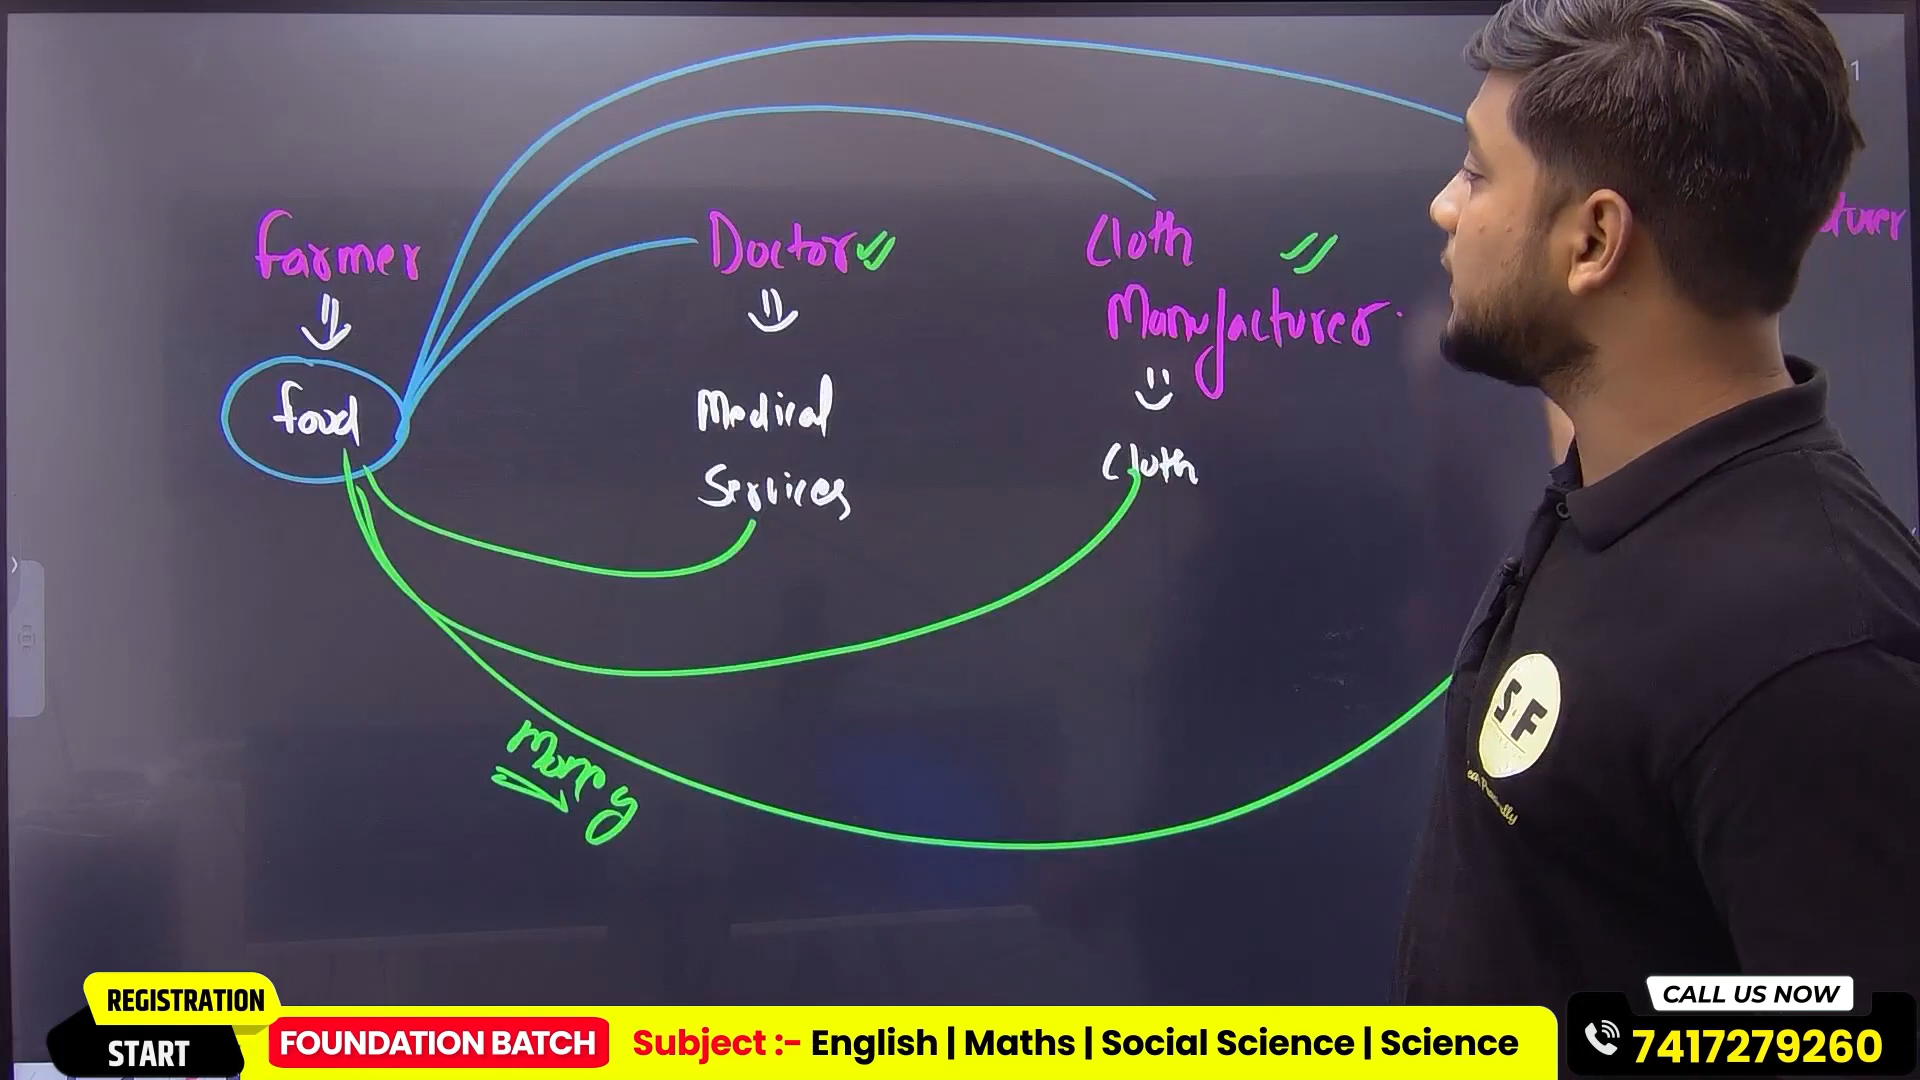 1
Farmer
Doctor
Cloth
Manufacturer
turer
food
Medical
Services
Cloth
Money
S F
REGISTRATION
START
FOUNDATION BATCH
Subject :- English | Maths | Social Science | Science
CALL US NOW
7417279260